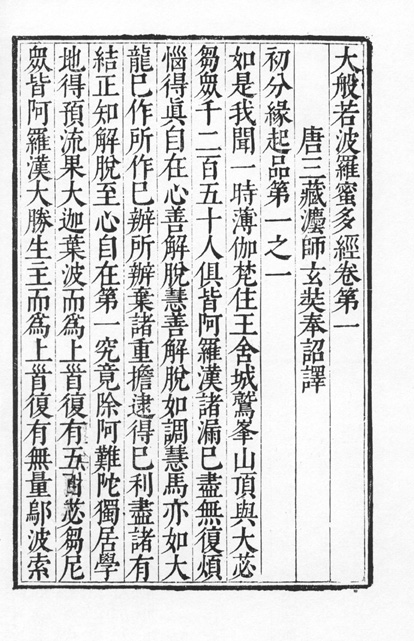 大般若波羅蜜多經卷第一
唐三藏灋師玄奘奉詔譯
初分緣起品第一之一
如是我聞一時薄伽梵住王舍城鷲峯山頂與大苾
芻眾千二百五十人俱皆阿羅漢諸漏已盡無復煩
惱得眞自在心善解脫慧善解脫如調慧馬亦如大
龍已作所作已辦所辦棄諸重擔逮得已利盡諸有
結正知解脫至心自在第一究竟除阿難陀獨居學
地得預流果大迦葉波而爲上首復有五百苾芻尼
眾皆阿羅漢大勝生主而爲上首復有無量鄔波索